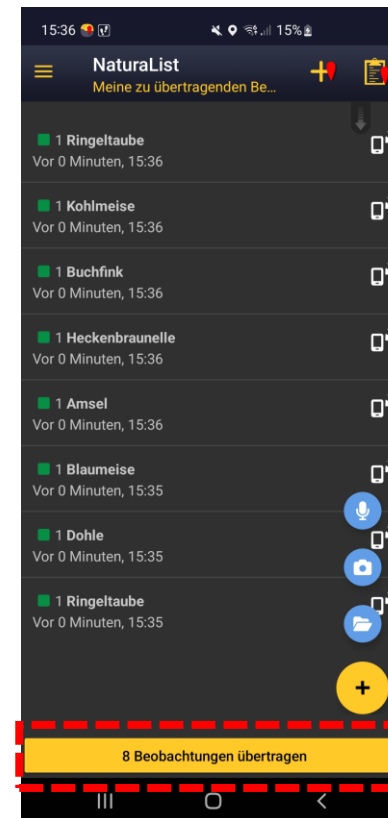 15:36 15%
NaturaList
Meine zu übertragenden Be...
1 Ringeltaube
Vor 0 Minuten, 15:36
1 Kohlmeise
Vor 0 Minuten, 15:36
1 Buchfink
Vor 0 Minuten, 15:36
1 Heckenbraunelle
Vor 0 Minuten, 15:36
1 Amsel
Vor 0 Minuten, 15:36
1 Blaumeise
Vor 0 Minuten, 15:35
1 Dohle
Vor 0 Minuten, 15:35
1 Ringeltaube
Vor 0 Minuten, 15:35
8 Beobachtungen übertragen